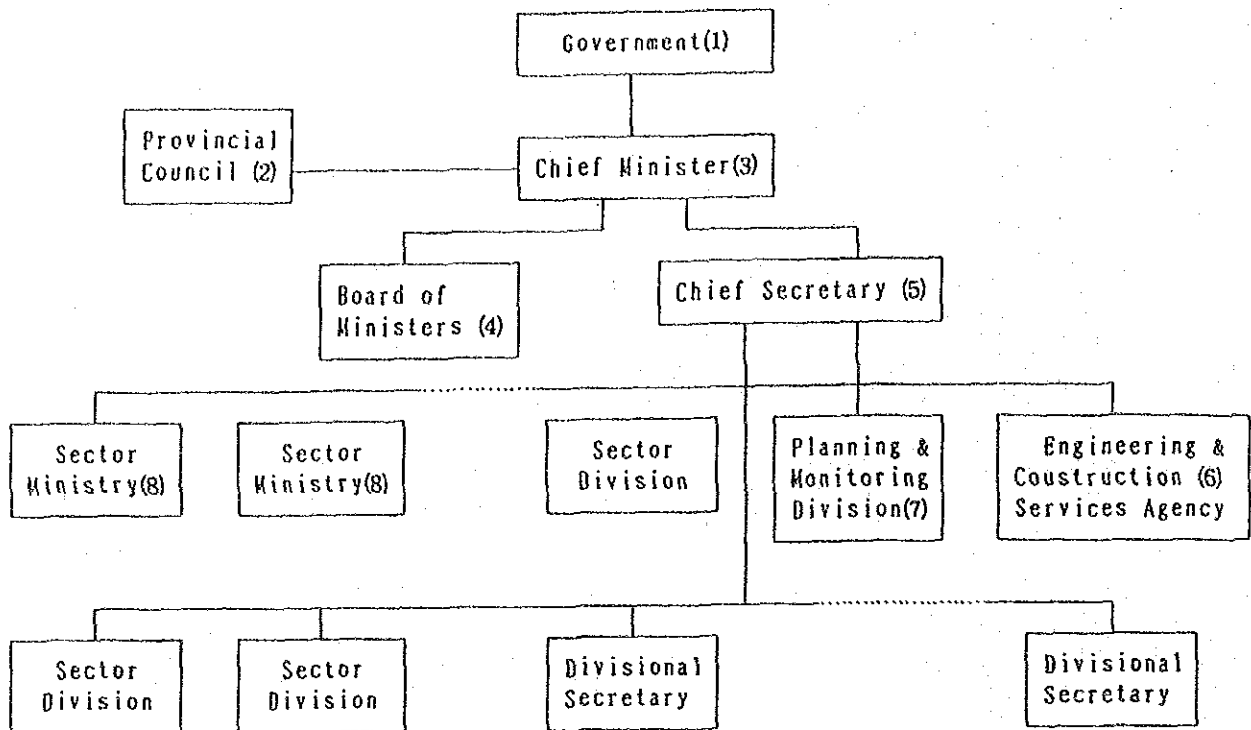 Government(1)
Provincial
Council (2)
Chief Minister(3)
Board of
Ministers (4)
Chief Secretary (5)
Sector
Ministry(8)
Sector
Ministry(8)
Sector
Division
Planning &
Monitoring
Division(7)
Engineering &
Coustruction (6)
Services Agency
Sector
Division
Sector
Division
Divisional
Secretary
Divisional
Secretary